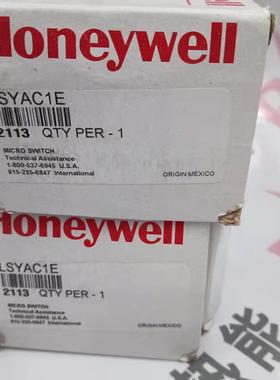 Honeywell
SYAC1E
2113 QTY PER - 1
MICRO SWITCH
Technical Assistance
1-800-537-6945 U.S.A.
815-235-6847 International
ORIGIN:MEXICO
Honeywell
LSYAC1E
2113 QTY PER - 1
MICRO SWITCH
Technical Assistance
1-800-537-6945 U.S.A.
815-235-6847 International
ORIGIN:MEXICO